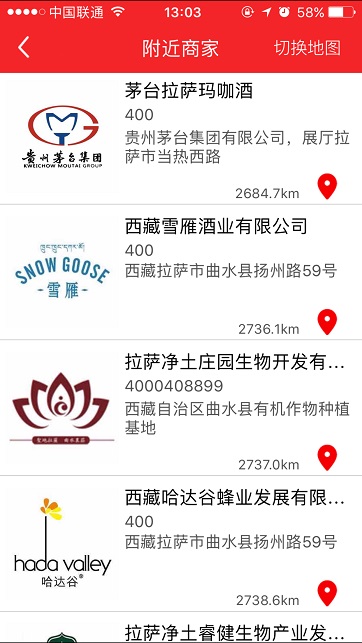 中国联通
13:03
58%
附近商家
切换地图
贵州茅台集团
KWEICHOW MOUTAI GROUP
茅台拉萨玛咖酒
400
贵州茅台集团有限公司，展厅拉
萨市当热西路
2684.7km
SNOW GOOSE
-雪雁-
西藏雪雁酒业有限公司
400
西藏拉萨市曲水县扬州路59号
2736.1km
拉萨净土庄园生物开发有...
4000408899
西藏自治区曲水县有机作物种植
基地
2737.0km
hada valley
哈达谷®
西藏哈达谷蜂业发展有限...
400
西藏拉萨市曲水县扬州路59号
2738.6km
拉萨净土睿健生物产业发...